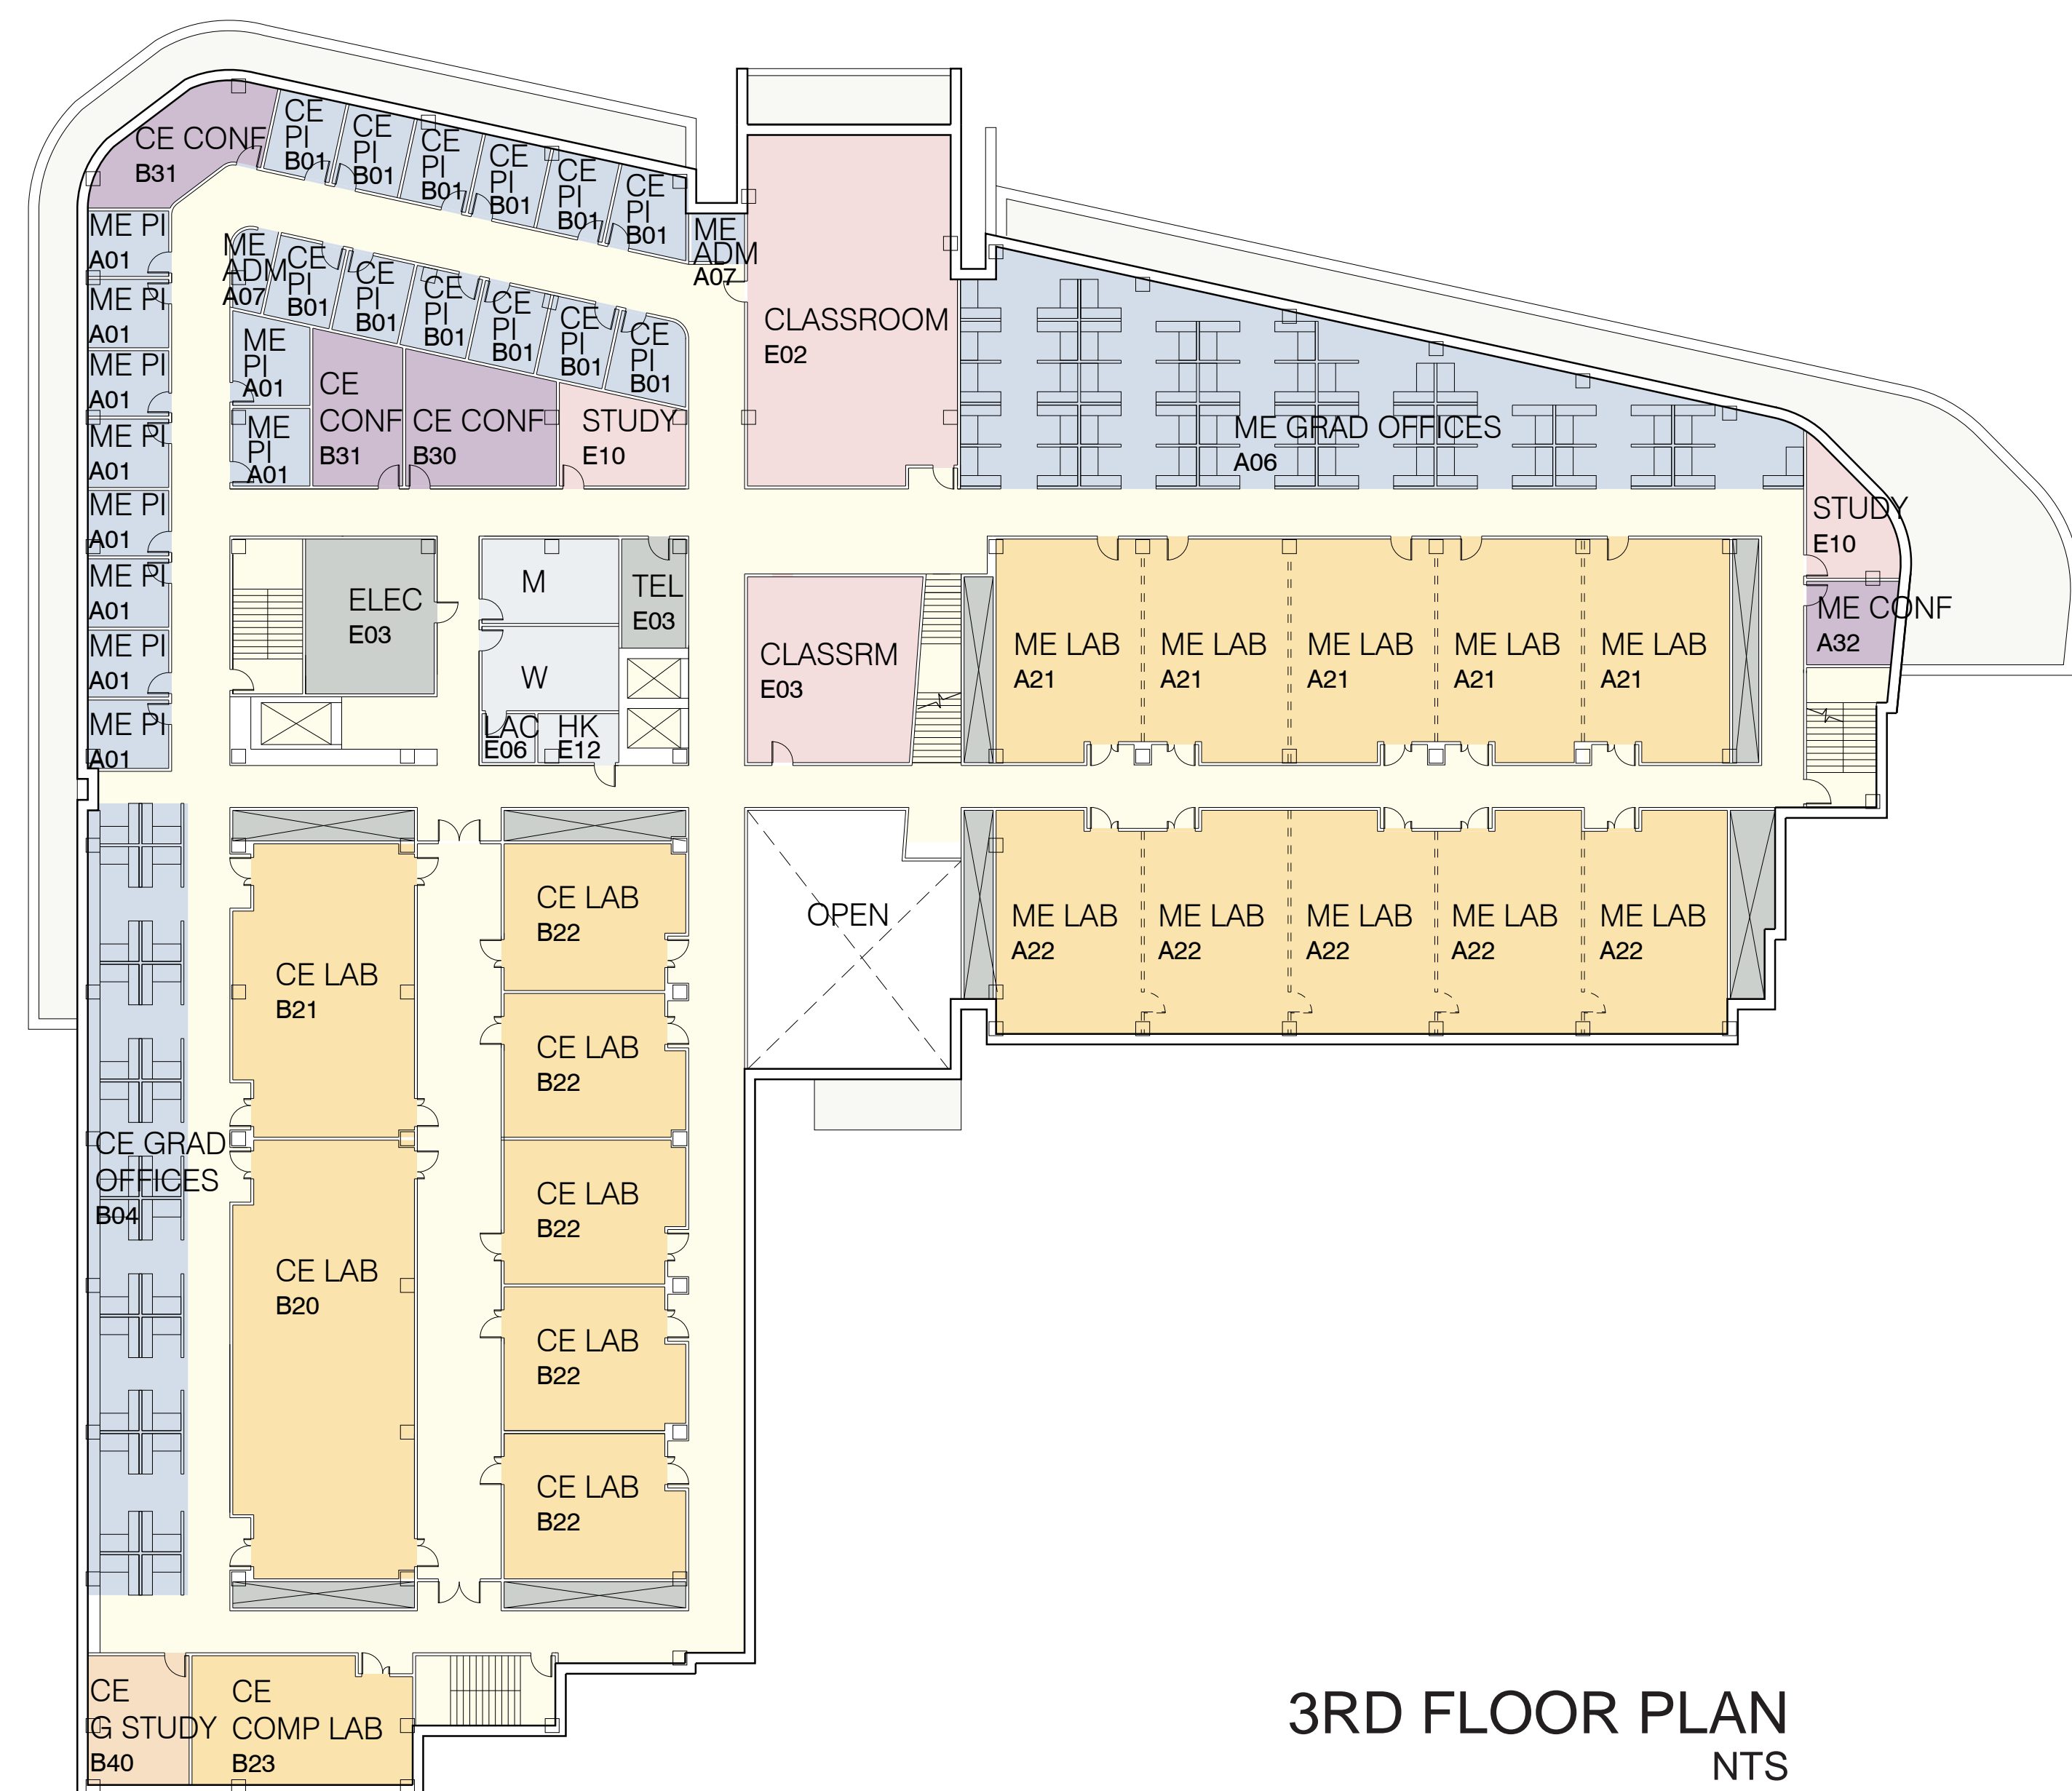 CE CONF
B31
CE
PI
B01
CE
PI
B01
CE
PI
B01
CE
PI
B01
CE
PI
B01
CE
PI
B01
ME
ADM
A07
ME PI
A01
ME PI
A01
ME PI
A01
ME PI
A01
ME PI
A01
ME PI
A01
ME PI
A01
ME PI
A01
ME
ADM
A07
CE
PI
B01
CE
PI
B01
CE
PI
B01
CE
PI
B01
CE
PI
B01
CE
PI
B01
ME
PI
A01
ME
PI
A01
CE
CONF
B31
CE CONF
B30
STUDY
E10
CLASSROOM
E02
ME GRAD OFFICES
A06
STUDY
E10
ME CONF
A32
ELEC
E03
M
W
TEL
E03
LAC
E06
HK
E12
CLASSRM
E03
ME LAB
A21
ME LAB
A21
ME LAB
A21
ME LAB
A21
ME LAB
A21
OPEN
ME LAB
A22
ME LAB
A22
ME LAB
A22
ME LAB
A22
ME LAB
A22
CE GRAD
OFFICES
B04
CE LAB
B21
CE LAB
B20
CE LAB
B22
CE LAB
B22
CE LAB
B22
CE LAB
B22
CE LAB
B22
CE
G STUDY
B40
CE
COMP LAB
B23
3RD FLOOR PLAN
NTS